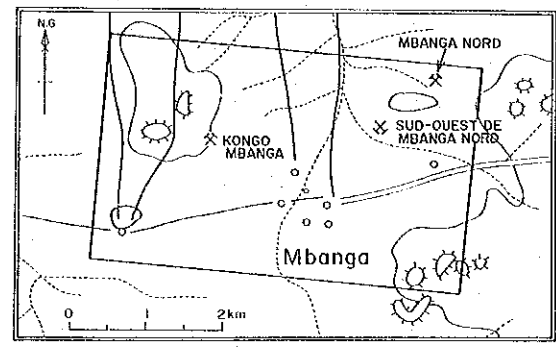 N.G
MBANGA NORD
SUD-OUEST DE
MBANGA NORD
KONGO
MBANGA
Mbanga
0 1 2km